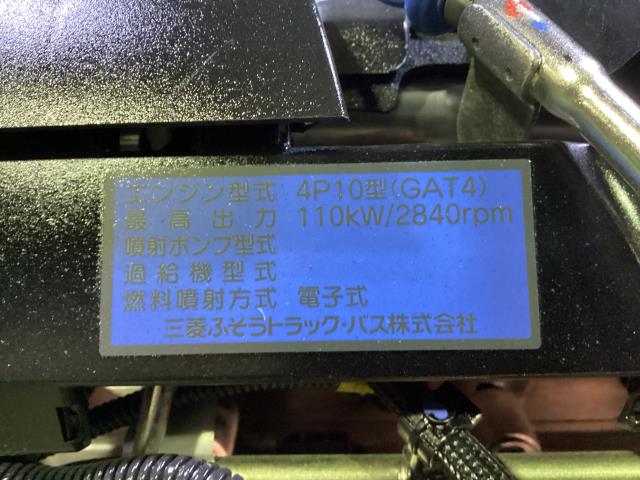 エンジン型式 4P10型(GAT4)
最高出力 110kW/2840rpm
噴射ポンプ型式
過給機型式
燃料噴射方式 電子式
三菱ふそうトラック・バス株式会社